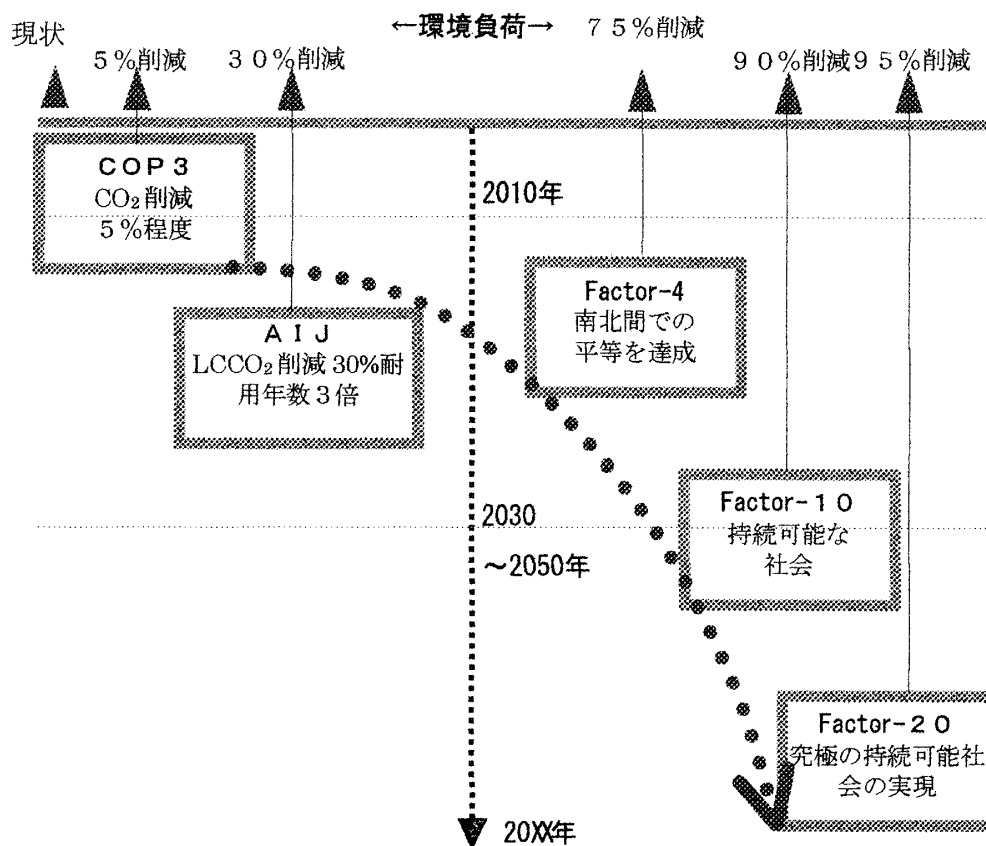 現状
←環境負荷→
5%削減
30%削減
75%削減
90%削減
95%削減
COP3
CO₂削減
5%程度
2010年
AIJ
LCCO₂削減 30%耐
用年数3倍
Factor-4
南北間での
平等を達成
2030
～2050年
Factor-10
持続可能な
社会
Factor-20
究極の持続可能社
会の実現
20XX年